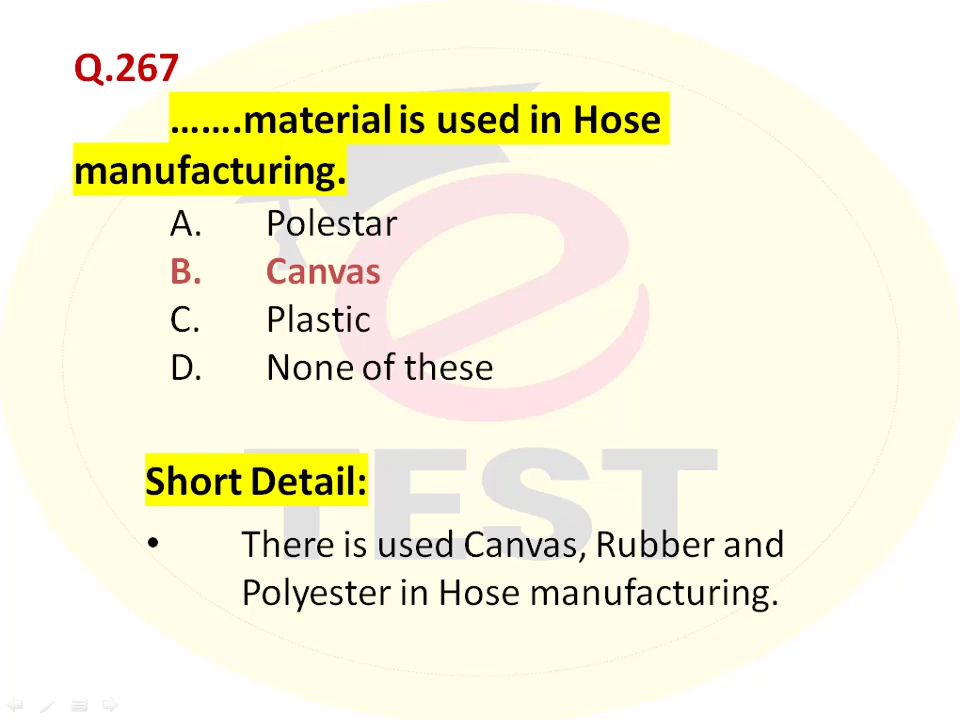 Q.267
…….material is used in Hose
manufacturing.
A. Polestar
B. Canvas
C. Plastic
D. None of these
e
TEST
Short Detail:
• There is used Canvas, Rubber and
Polyester in Hose manufacturing.